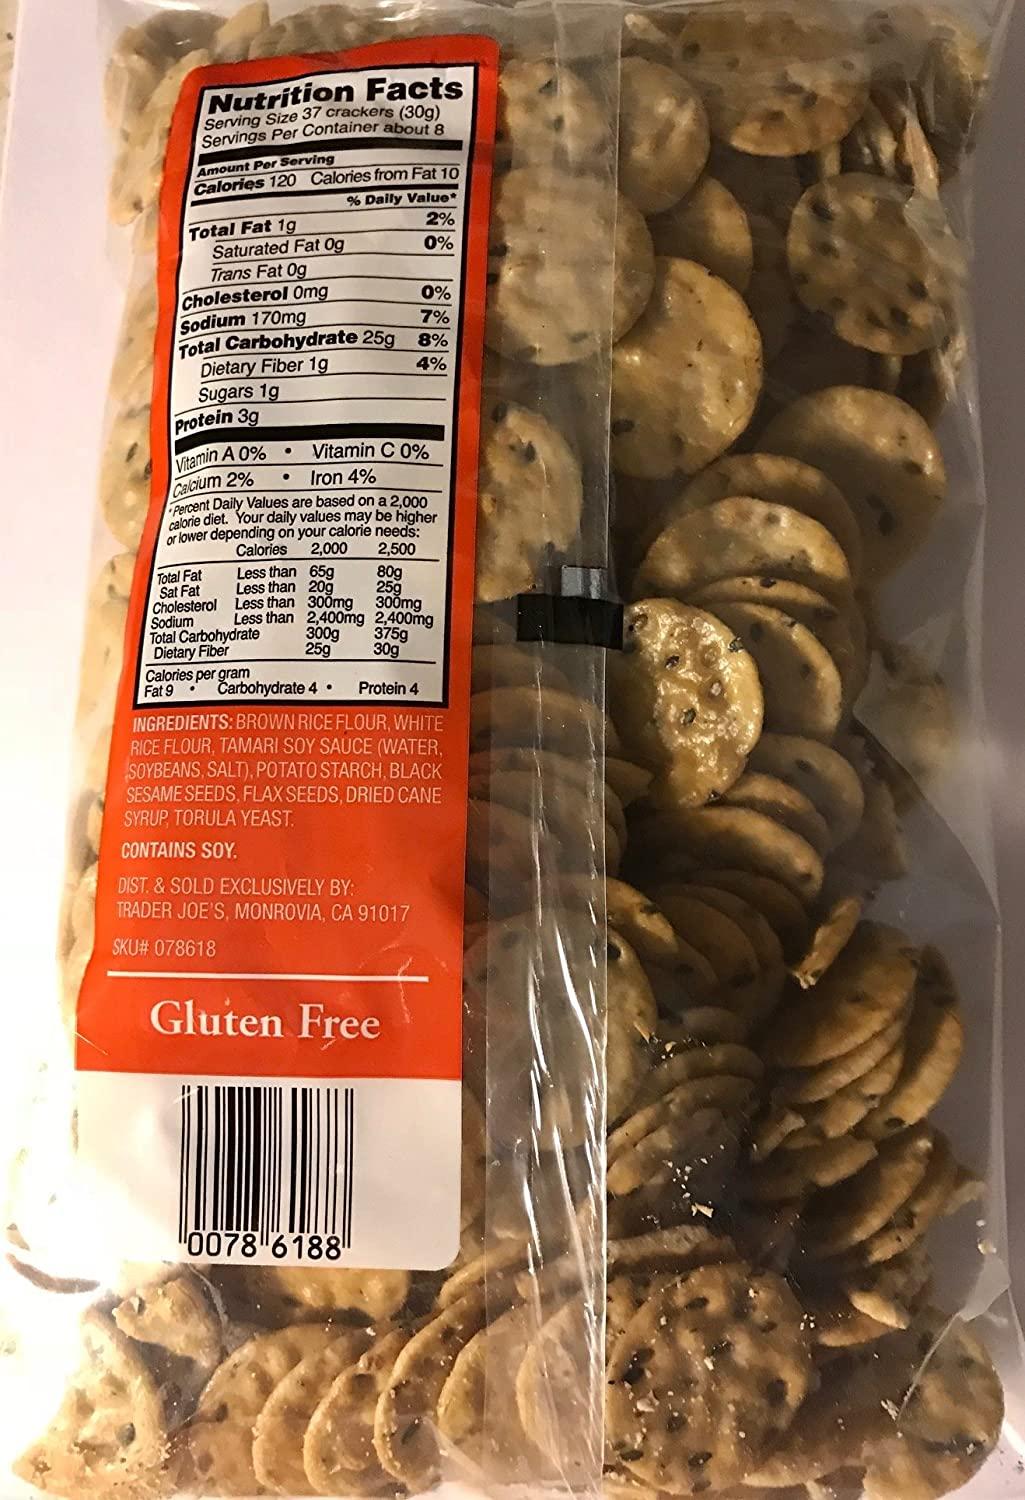 Nutrition Facts
Serving Size 37 crackers (30g)
Servings Per Container about 8
Amount Per Serving
Calories 120 Calories from Fat 10
% Daily Value*
Total Fat 1g 2%
Saturated Fat 0g 0%
Trans Fat 0g
Cholesterol 0mg 0%
Sodium 170mg 7%
Total Carbohydrate 25g 8%
Dietary Fiber 1g 4%
Sugars 1g
Protein 3g
Vitamin A 0% • Vitamin C 0%
Calcium 2% • Iron 4%
*Percent Daily Values are based on a 2,000
calorie diet. Your daily values may be higher
or lower depending on your calorie needs:
Calories 2,000 2,500
Total Fat Less than 65g 80g
Sat Fat Less than 20g 25g
Cholesterol Less than 300mg 300mg
Sodium Less than 2,400mg 2,400mg
Total Carbohydrate 300g 375g
Dietary Fiber 25g 30g
Calories per gram
Fat 9 • Carbohydrate 4 • Protein 4
INGREDIENTS: BROWN RICE FLOUR, WHITE
RICE FLOUR, TAMARI SOY SAUCE (WATER,
SOYBEANS, SALT), POTATO STARCH, BLACK
SESAME SEEDS, FLAX SEEDS, DRIED CANE
SYRUP, TORULA YEAST.
CONTAINS SOY.
DIST. & SOLD EXCLUSIVELY BY:
TRADER JOE'S, MONROVIA, CA 91017
SKU# 078618
Gluten Free
0078 6188